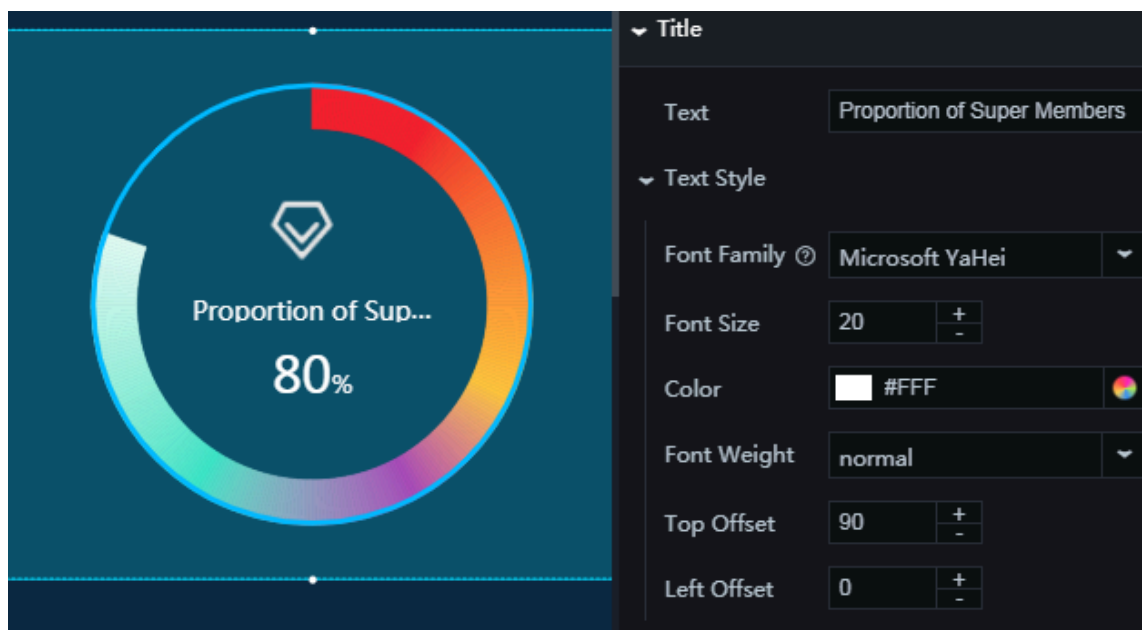 Proportion of Sup...
80%
Title
Text
Proportion of Super Members
Text Style
Font Family ?
Microsoft YaHei
Font Size
20
+
-
Color
#FFF
Font Weight
normal
Top Offset
90
+
-
Left Offset
0
+
-